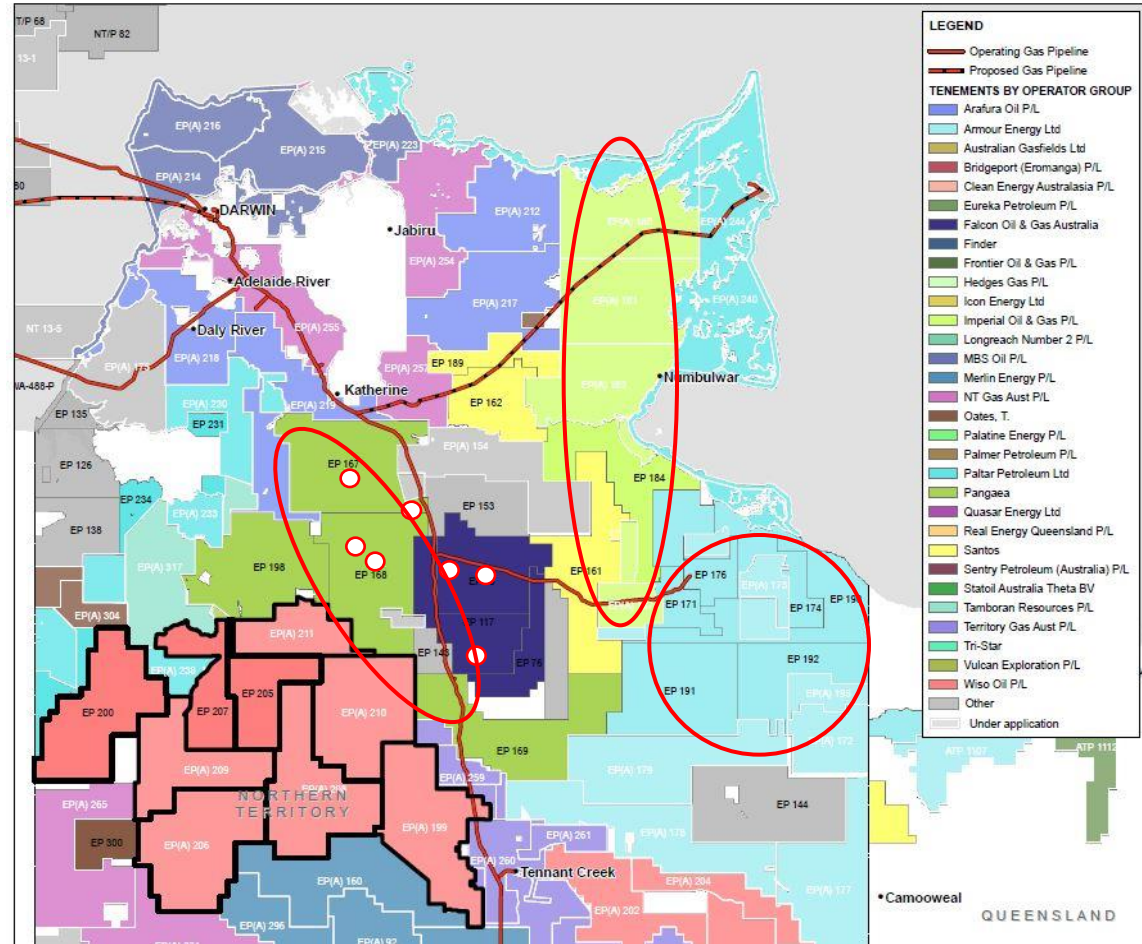 T/P 68
NT/P 82
13-1
EP(A) 216
EP(A) 215
EP(A) 223
EP(A) 214
DARWIN
Jabiru
EP(A) 212
EP(A) 244
EP(A) 254
Adelaide River
EP(A) 217
EP(A) 181
EP(A) 240
NT 13-5
Daly River
EP(A) 255
EP(A) 218
EP 189
WA-488-P
EP(A) 257
Numbulwar
Katherine
EP 162
EP(A) 230
EP(A) 219
EP 135
EP 231
EP(A) 154
EP 126
EP 167
EP 184
EP 234
EP 153
EP(A) 233
EP 138
EP(A) 317
EP 198
EP 168
EP 161
EP 176
EP 171
EP 174
EP(A) 304
EP 143
EP 76
EP(A) 211
EP 192
EP 191
EP 200
EP 207
EP 205
EP(A) 210
EP 169
EP(A) 209
EP(A) 259
EP(A) 265
NORTHERN
TERRITORY
EP 144
EP 300
EP(A) 206
EP(A) 199
EP(A) 261
EP(A) 260
Tennant Creek
EP(A) 160
EP(A) 204
EP(A) 202
EP(A) 296
EP(A) 92
Camooweal
QUEENSLAND
ATP 1107
ATP 1112
LEGEND
Operating Gas Pipeline
Proposed Gas Pipeline
TENEMENTS BY OPERATOR GROUP
Arafura Oil P/L
Armour Energy Ltd
Australian Gasfields Ltd
Bridgeport (Eromanga) P/L
Clean Energy Australasia P/L
Eureka Petroleum P/L
Falcon Oil & Gas Australia
Finder
Frontier Oil & Gas P/L
Hedges Gas P/L
Icon Energy Ltd
Imperial Oil & Gas P/L
Longreach Number 2 P/L
MBS Oil P/L
Merlin Energy P/L
NT Gas Aust P/L
Oates, T.
Palatine Energy P/L
Palmer Petroleum P/L
Paltar Petroleum Ltd
Pangaea
Quasar Energy Ltd
Real Energy Queensland P/L
Santos
Sentry Petroleum (Australia) P/L
Statoil Australia Theta BV
Tamboran Resources P/L
Territory Gas Aust P/L
Tri-Star
Vulcan Exploration P/L
Wiso Oil P/L
Other
Under application